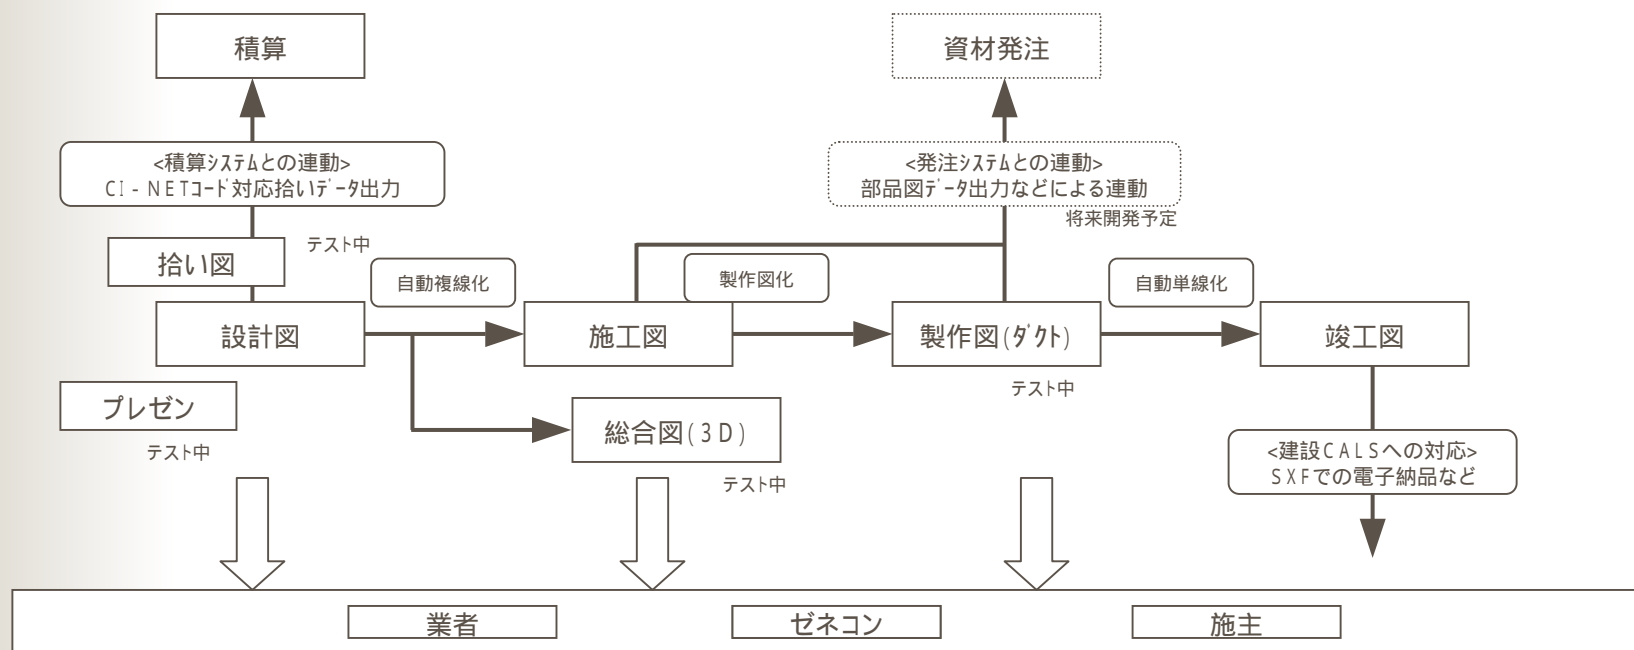 積算
資材発注
<積算ｼｽﾃﾑとの連動>
CI-NETｺｰﾄﾞ対応拾いﾃﾞｰﾀ出力
<発注ｼｽﾃﾑとの連動>
部品図ﾃﾞｰﾀ出力などによる連動
将来開発予定
テスト中
拾い図
自動複線化
製作図化
自動単線化
設計図
施工図
製作図(ﾀﾞｸﾄ)
竣工図
テスト中
プレゼン
テスト中
総合図(3D)
テスト中
<建設CALSへの対応>
SXFでの電子納品など
業者
ゼネコン
施主